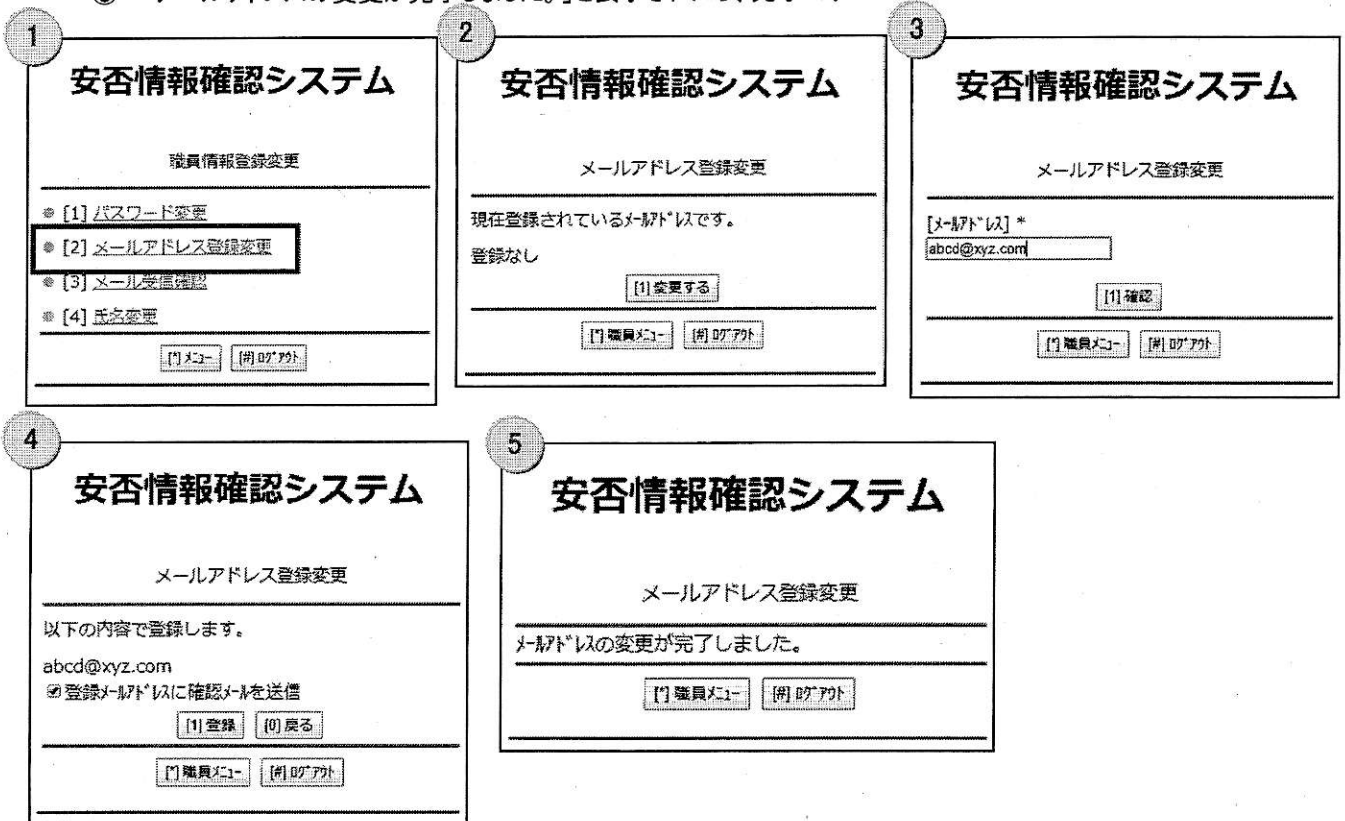 1
安否情報確認システム
職員情報登録変更
[1] パスワード変更
[2] メールアドレス登録変更
[3] メール受信確認
[4] 氏名変更
[*] メニュー [#] ログアウト
2
安否情報確認システム
メールアドレス登録変更
現在登録されているメールアドレスです。
登録なし
[1] 変更する
[*] 職員メニュー [#] ログアウト
3
安否情報確認システム
メールアドレス登録変更
[メールアドレス] *
abcd@xyz.com
[1] 確認
[*] 職員メニュー [#] ログアウト
4
安否情報確認システム
メールアドレス登録変更
以下の内容で登録します。
abcd@xyz.com
登録メールアドレスに確認メールを送信
[1] 登録 [0] 戻る
[*] 職員メニュー [#] ログアウト
5
安否情報確認システム
メールアドレス登録変更
メールアドレスの変更が完了しました。
[*] 職員メニュー [#] ログアウト